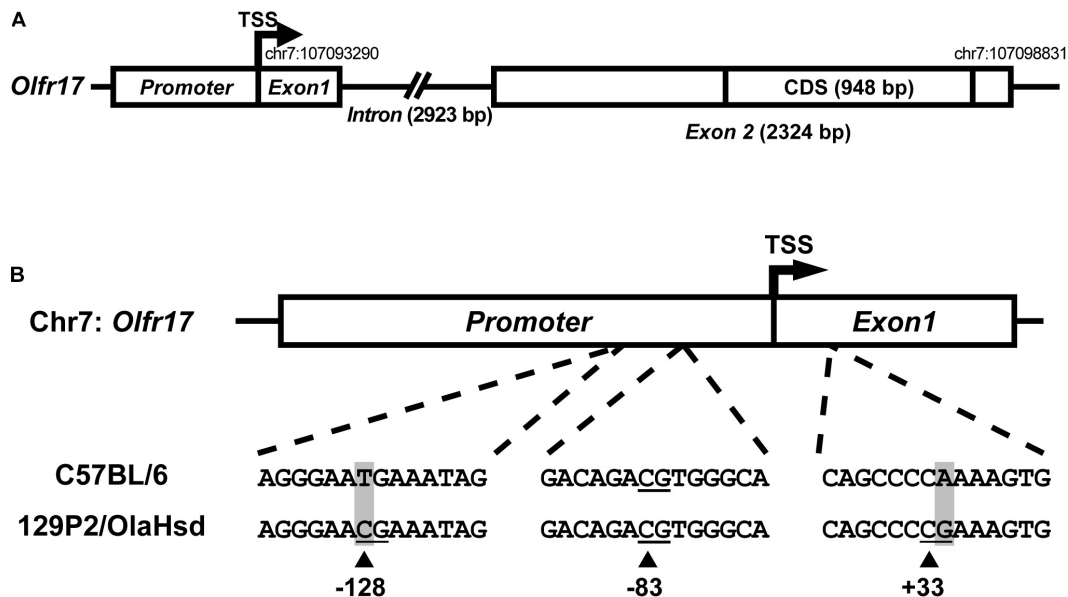 A
TSS
chr7:107093290
chr7:107098831
Olfr17
Promoter
Exon1
CDS (948 bp)
Intron (2923 bp)
Exon 2 (2324 bp)
B
TSS
Chr7: Olfr17
Promoter
Exon1
C57BL/6
AGGGAATGAAATAG
GACAGACGTGGGCA
CAGCCCCAAAAGTG
129P2/OlaHsd
AGGGAACGAAATAG
GACAGACGTGGGCA
CAGCCCCGAAAGTG
-128
-83
+33